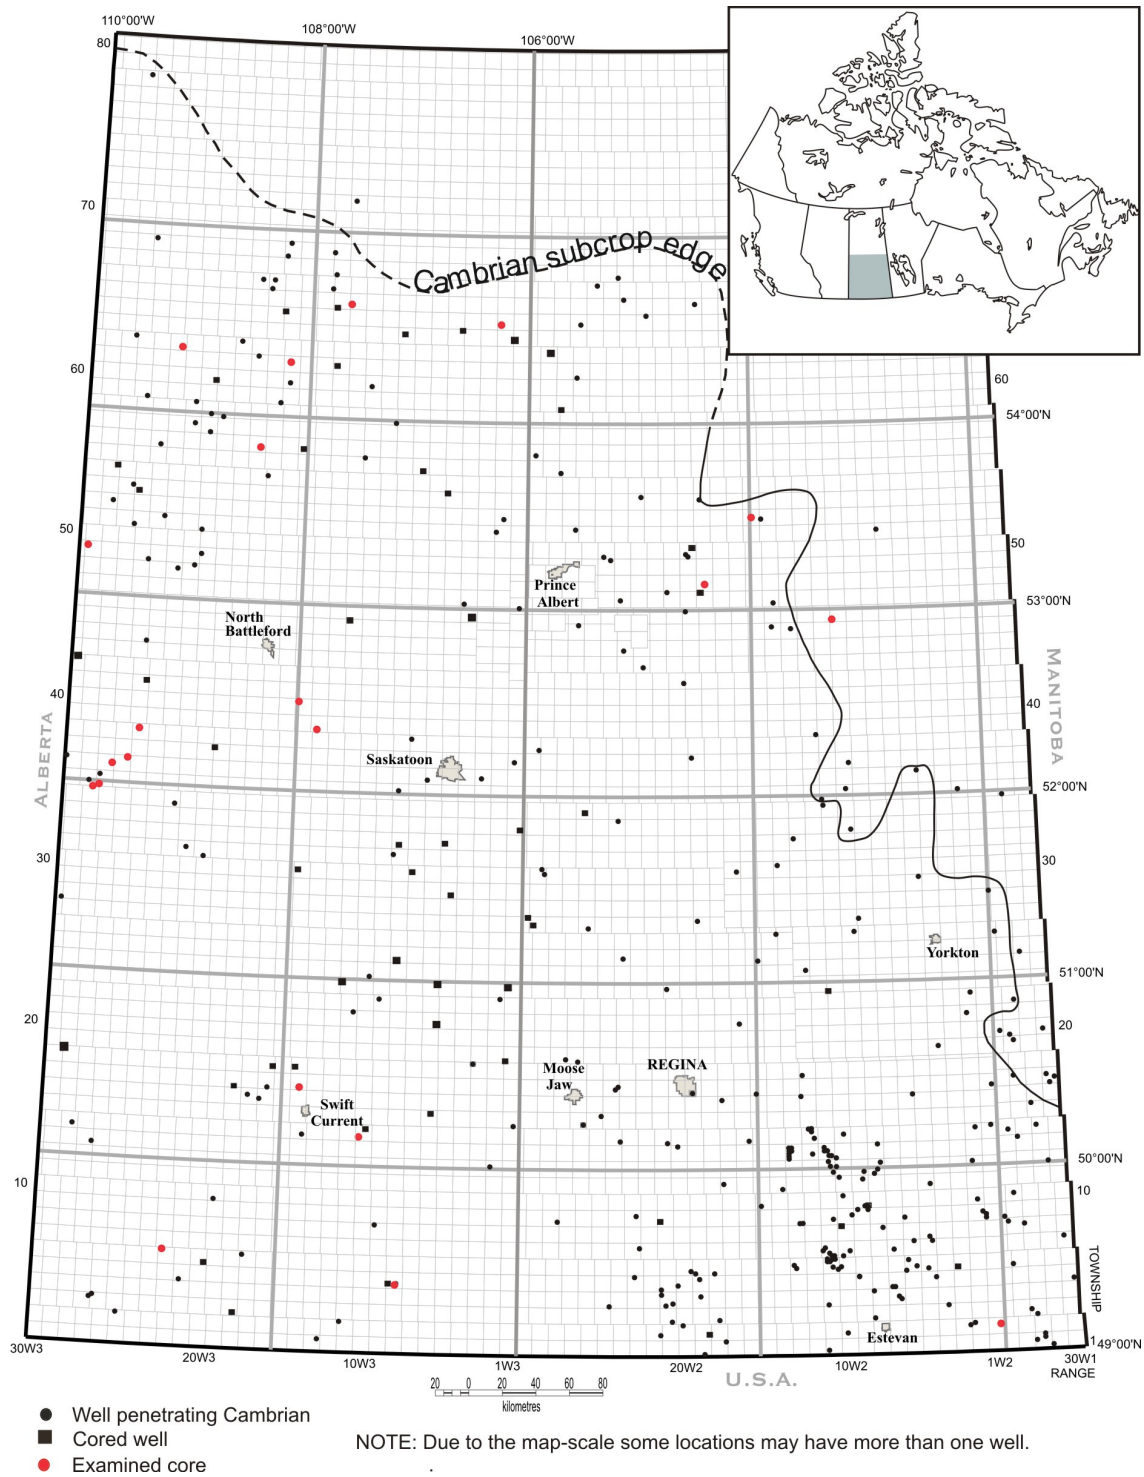 110°00'W
108°00'W
106°00'W
80
70
60
50
40
30
20
10
Cambrian subcrop edge
60
54°00'N
50
53°00'N
40
52°00'N
30
51°00'N
20
50°00'N
10
1
49°00'N
ALBERTA
MANITOBA
TOWNSHIP
Prince
Albert
North
Battleford
Saskatoon
Yorkton
Moose
Jaw
REGINA
Swift
Current
Estevan
30W3
20W3
10W3
1W3
20W2
10W2
1W2
30W1
RANGE
U.S.A.
20 0 20 40 60 80
kilometres
Well penetrating Cambrian
Cored well
Examined core
NOTE: Due to the map-scale some locations may have more than one well.